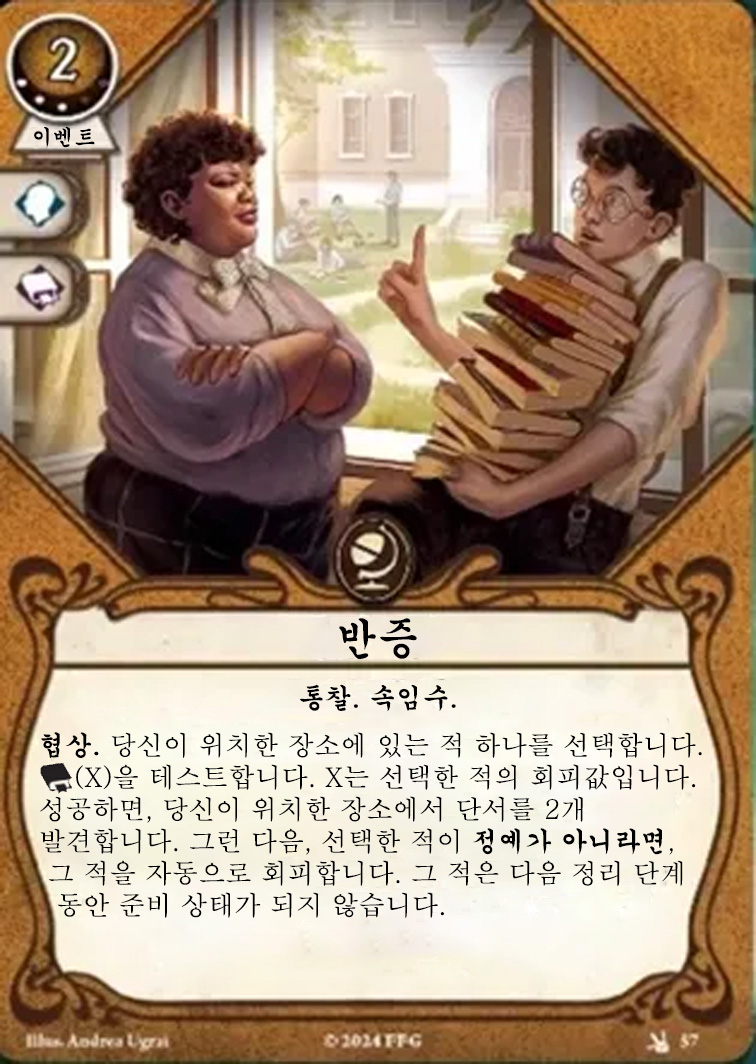 2
이벤트
반증
통찰. 속임수.
협상. 당신이 위치한 장소에 있는 적 하나를 선택합니다.
(X)을 테스트합니다. X는 선택한 적의 회피값입니다.
성공하면, 당신이 위치한 장소에서 단서를 2개
발견합니다. 그런 다음, 선택한 적이 정예가 아니라면,
그 적을 자동으로 회피합니다. 그 적은 다음 정리 단계
동안 준비 상태가 되지 않습니다.
Illus. Andrea Ugrai
© 2024 FFG
57